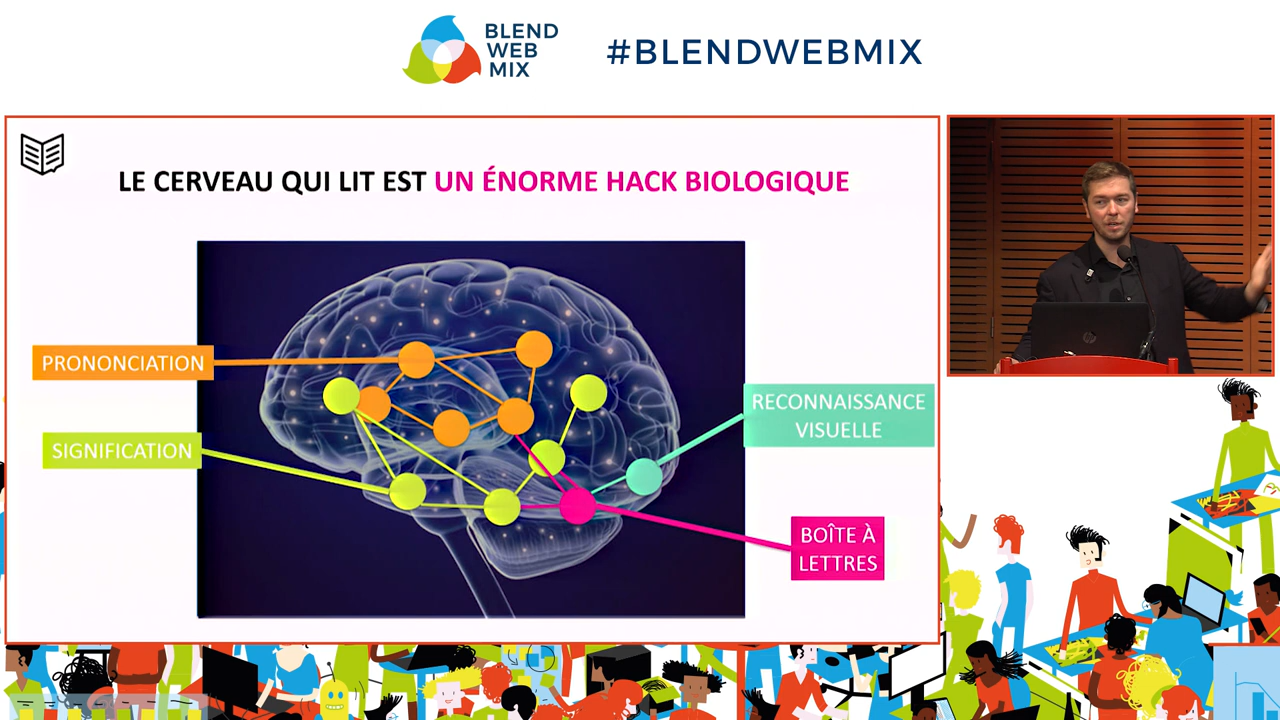 BLEND
WEB
MIX
#BLENDWEBMIX
LE CERVEAU QUI LIT EST UN ÉNORME HACK BIOLOGIQUE
PRONONCIATION
SIGNIFICATION
RECONNAISSANCE
VISUELLE
BOÎTE À
LETTRES